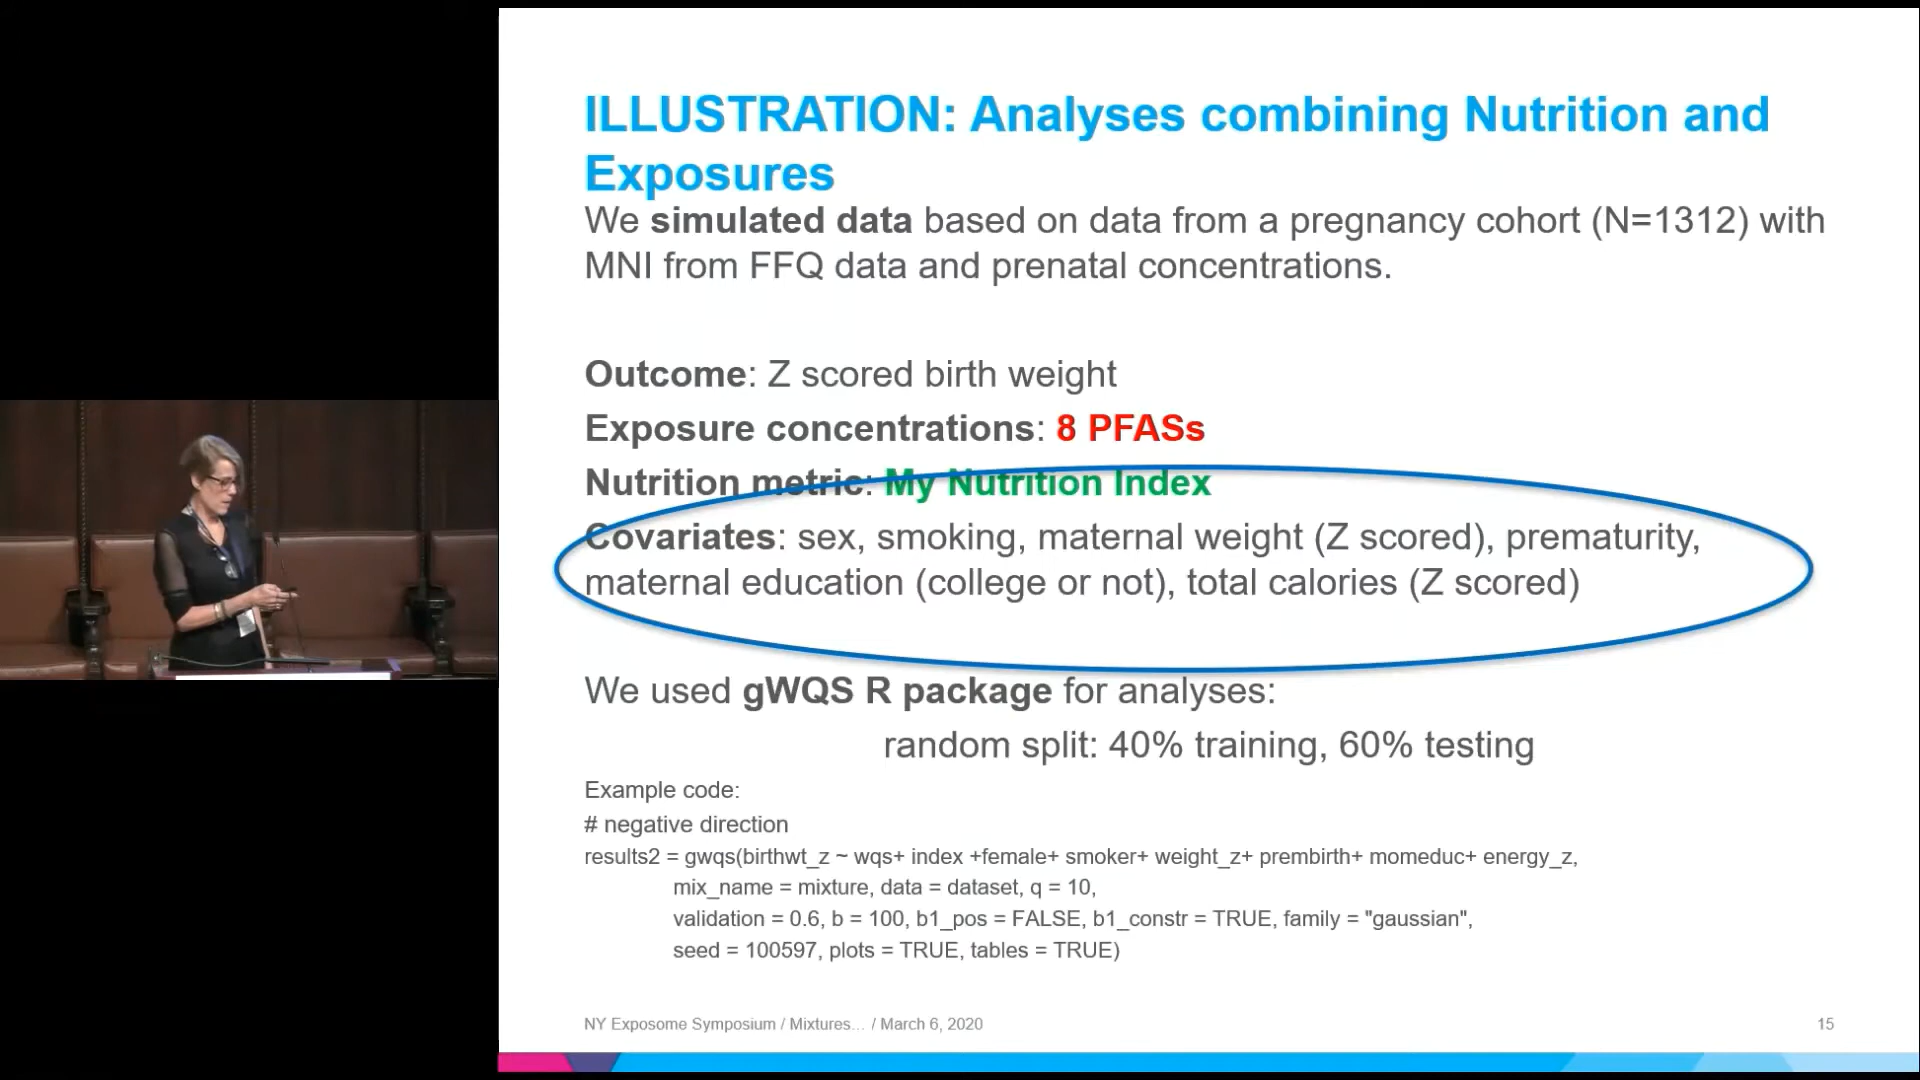 ILLUSTRATION: Analyses combining Nutrition and
Exposures
We simulated data based on data from a pregnancy cohort (N=1312) with
MNI from FFQ data and prenatal concentrations.
Outcome: Z scored birth weight
Exposure concentrations: 8 PFASs
Nutrition metric: My Nutrition Index
Covariates: sex, smoking, maternal weight (Z scored), prematurity,
maternal education (college or not), total calories (Z scored)
We used gWQS R package for analyses:
random split: 40% training, 60% testing
Example code:
# negative direction
results2 = gwqs(birthwt_z ~ wqs+ index +female+ smoker+ weight_z+ prembirth+ momeduc+ energy_z,
mix_name = mixture, data = dataset, q = 10,
validation = 0.6, b = 100, b1_pos = FALSE, b1_constr = TRUE, family = "gaussian",
seed = 100597, plots = TRUE, tables = TRUE)
NY Exposome Symposium / Mixtures... / March 6, 2020
15